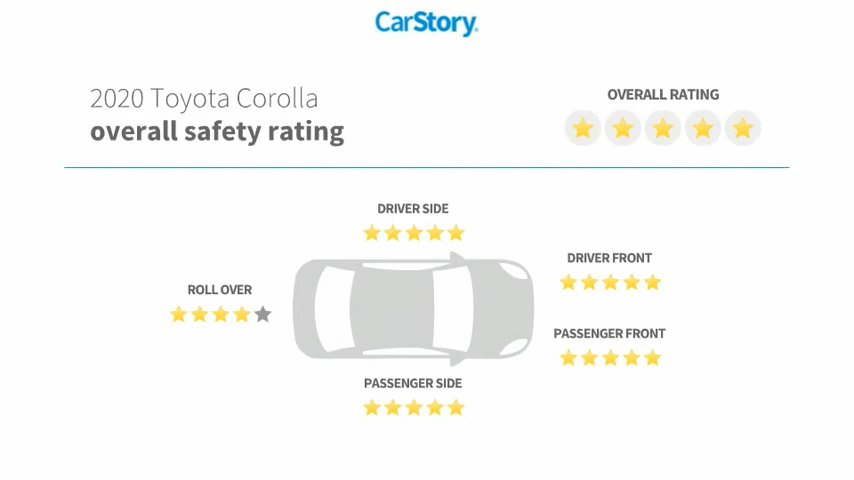 CarStory
2020 Toyota Corolla
overall safety rating
OVERALL RATING
DRIVER SIDE
DRIVER FRONT
ROLL OVER
PASSENGER FRONT
PASSENGER SIDE